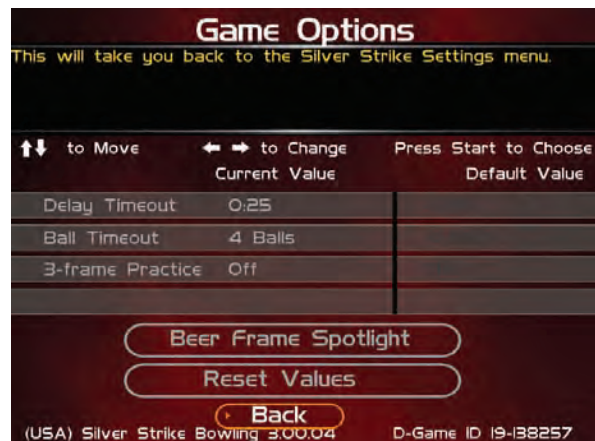 Game Options
This will take you back to the Silver Strike Settings menu.
to Move to Change Press Start to Choose
Current Value Default Value
Delay Timeout 0:25
Ball Timeout 4 Balls
3-frame Practice Off
Beer Frame Spotlight
Reset Values
Back
(USA) Silver Strike Bowling 3.00.04 D-Game ID 19-138257